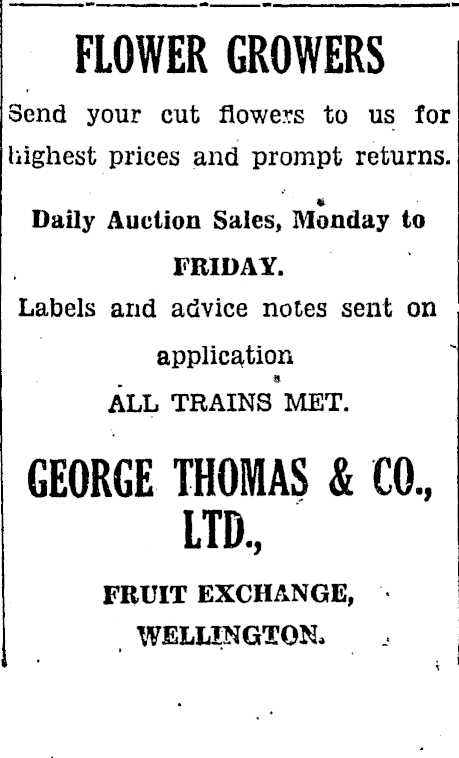 FLOWER GROWERS
Send your cut flowers to us for
highest prices and prompt returns.
Daily Auction Sales, Monday to
FRIDAY.
Labels and advice notes sent on
application
ALL TRAINS MET.
GEORGE THOMAS & CO.,
LTD.,
FRUIT EXCHANGE,
WELLINGTON.